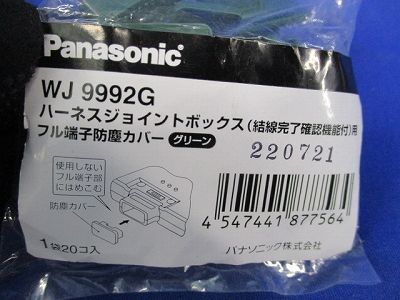 Panasonic
WJ 9992G
ハーネスジョイントボックス(結線完了確認機能付)用
フル端子防塵カバー グリーン
220721
使用しない
フル端子部
にはめこむ
防塵カバー
1袋20コ入
4 547441 877564
パナソニック株式会社